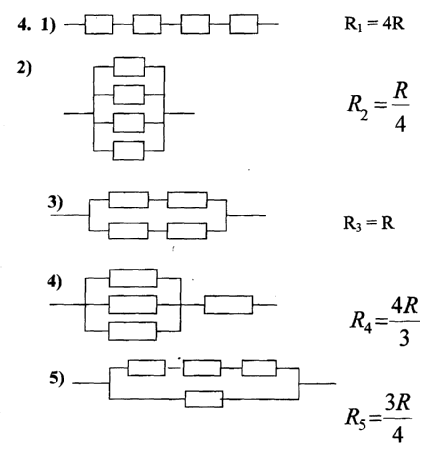 4. 1) R₁ = 4R
2) R₂ = R/4
3) R₃ = R
4) R₄ = 4R/3
5) R₅ = 3R/4